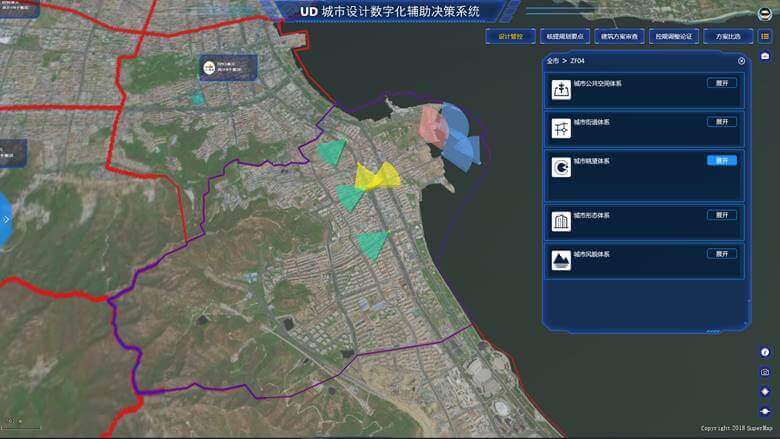 UD 城市设计数字化辅助决策系统
设计管控
核提规划要点
建筑方案审查
控规调整论证
方案比选
全市 > ZF04
城市公共空间体系
展开
城市街道体系
展开
城市眺望体系
展开
城市形态体系
展开
城市风貌体系
展开
Copyright 2018 SuperMap